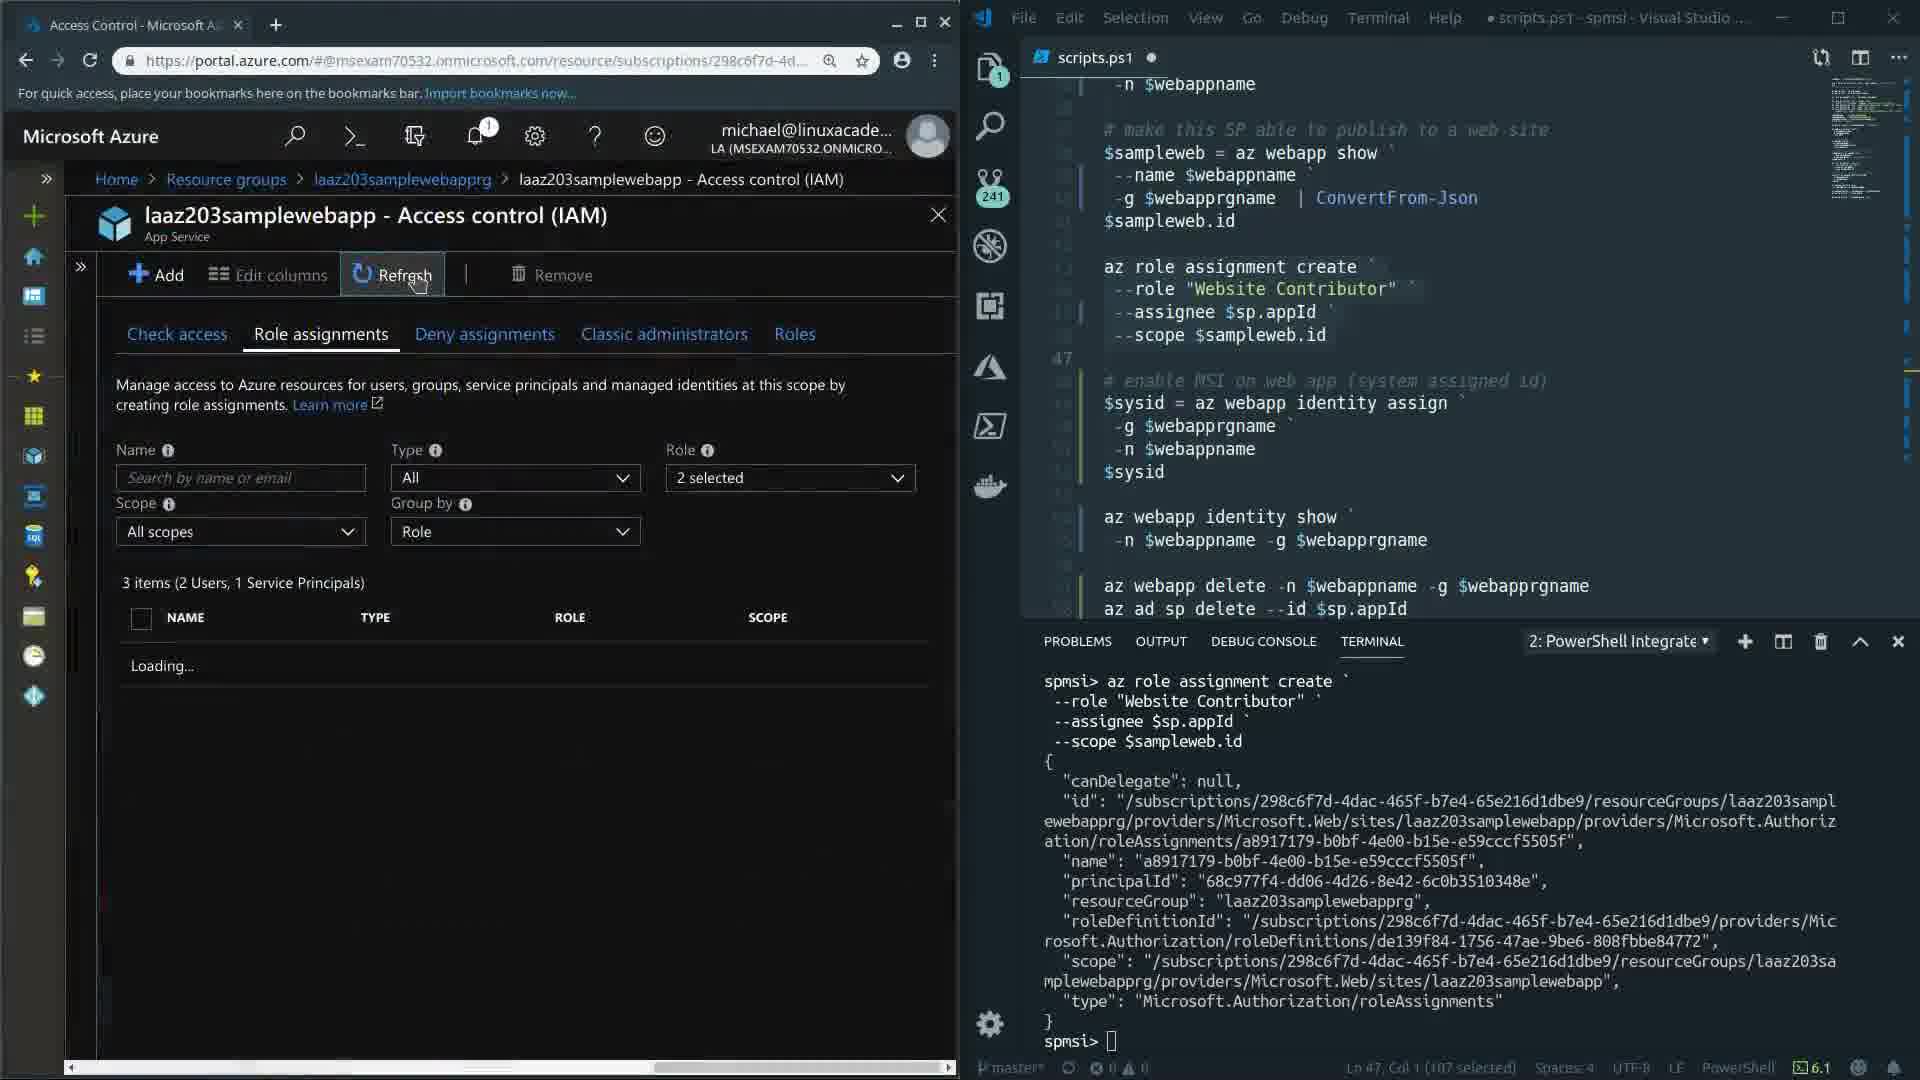 Access Control - Microsoft Az
https://portal.azure.com/#@msexam70532.onmicrosoft.com/resource/subscriptions/298c6f7d-4d...
For quick access, place your bookmarks here on the bookmarks bar. Import bookmarks now...
Microsoft Azure
1
michael@linuxacade...
LA (MSEXAM70532.ONMICRO...
Home > Resource groups > laaz203samplewebapprg > laaz203samplewebapp - Access control (IAM)
laaz203samplewebapp - Access control (IAM)
App Service
Add
Edit columns
Refresh
Remove
Check access
Role assignments
Deny assignments
Classic administrators
Roles
Manage access to Azure resources for users, groups, service principals and managed identities at this scope by
creating role assignments. Learn more
Name
Type
Role
Search by name or email
All
2 selected
Scope
Group by
All scopes
Role
3 items (2 Users, 1 Service Principals)
NAME
TYPE
ROLE
SCOPE
Loading...
SQL
File Edit Selection View Go Debug Terminal Help
● scripts.ps1 - spmsi - Visual Studio ...
scripts.ps1 ●
1
241
-n $webappname
# make this SP able to publish to a web site
$sampleweb = az webapp show `
--name $webappname `
-g $webapprgname | ConvertFrom-Json
$sampleweb.id
az role assignment create `
--role "Website Contributor" `
--assignee $sp.appId `
--scope $sampleweb.id
47
# enable MSI on web app (system assigned id)
$sysid = az webapp identity assign `
-g $webapprgname `
-n $webappname
$sysid
az webapp identity show `
-n $webappname -g $webapprgname
az webapp delete -n $webappname -g $webapprgname
az ad sp delete --id $sp.appId
PROBLEMS OUTPUT DEBUG CONSOLE TERMINAL
2: PowerShell Integrate
spmsi> az role assignment create `
--role "Website Contributor" `
--assignee $sp.appId `
--scope $sampleweb.id
{
"canDelegate": null,
"id": "/subscriptions/298c6f7d-4dac-465f-b7e4-65e216d1dbe9/resourceGroups/laaz203sampl
ewebapprg/providers/Microsoft.Web/sites/laaz203samplewebapp/providers/Microsoft.Authoriz
ation/roleAssignments/a8917179-b0bf-4e00-b15e-e59cccf5505f",
"name": "a8917179-b0bf-4e00-b15e-e59cccf5505f",
"principalId": "68c977f4-dd06-4d26-8e42-6c0b3510348e",
"resourceGroup": "laaz203samplewebapprg",
"roleDefinitionId": "/subscriptions/298c6f7d-4dac-465f-b7e4-65e216d1dbe9/providers/Mic
rosoft.Authorization/roleDefinitions/de139f84-1756-47ae-9be6-808fbbe84772",
"scope": "/subscriptions/298c6f7d-4dac-465f-b7e4-65e216d1dbe9/resourceGroups/laaz203sa
mplewebapprg/providers/Microsoft.Web/sites/laaz203samplewebapp",
"type": "Microsoft.Authorization/roleAssignments"
}
spmsi>
master*
0 0
Ln 47, Col 1 (107 selected) Spaces: 4 UTF-8 LF PowerShell 6.1